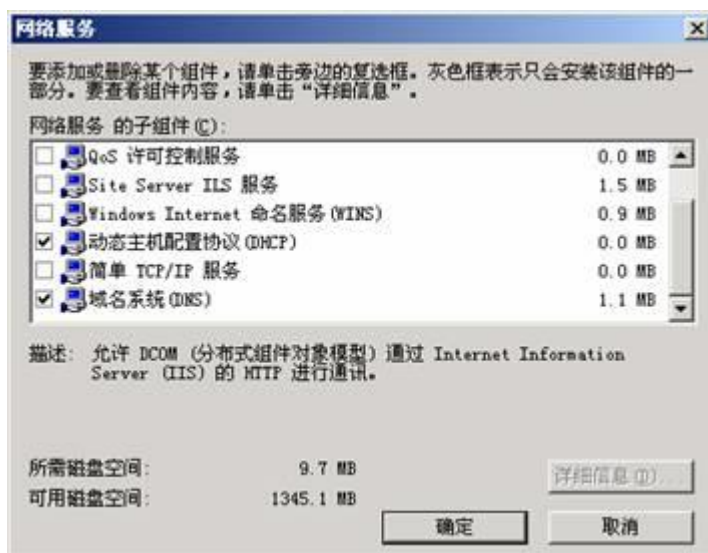 网络服务
要添加或删除某个组件，请单击旁边的复选框。灰色框表示只会安装该组件的一
部分。要查看组件内容，请单击“详细信息”。
网络服务 的子组件(C):
QoS 许可控制服务 0.0 MB
Site Server ILS 服务 1.5 MB
Windows Internet 命名服务(WINS) 0.9 MB
动态主机配置协议(DHCP) 0.0 MB
简单 TCP/IP 服务 0.0 MB
域名系统(DNS) 1.1 MB
描述: 允许 DCOM (分布式组件对象模型) 通过 Internet Information
Server (IIS) 的 HTTP 进行通讯。
所需磁盘空间: 9.7 MB
详细信息(D)...
可用磁盘空间: 1345.1 MB
确定 取消